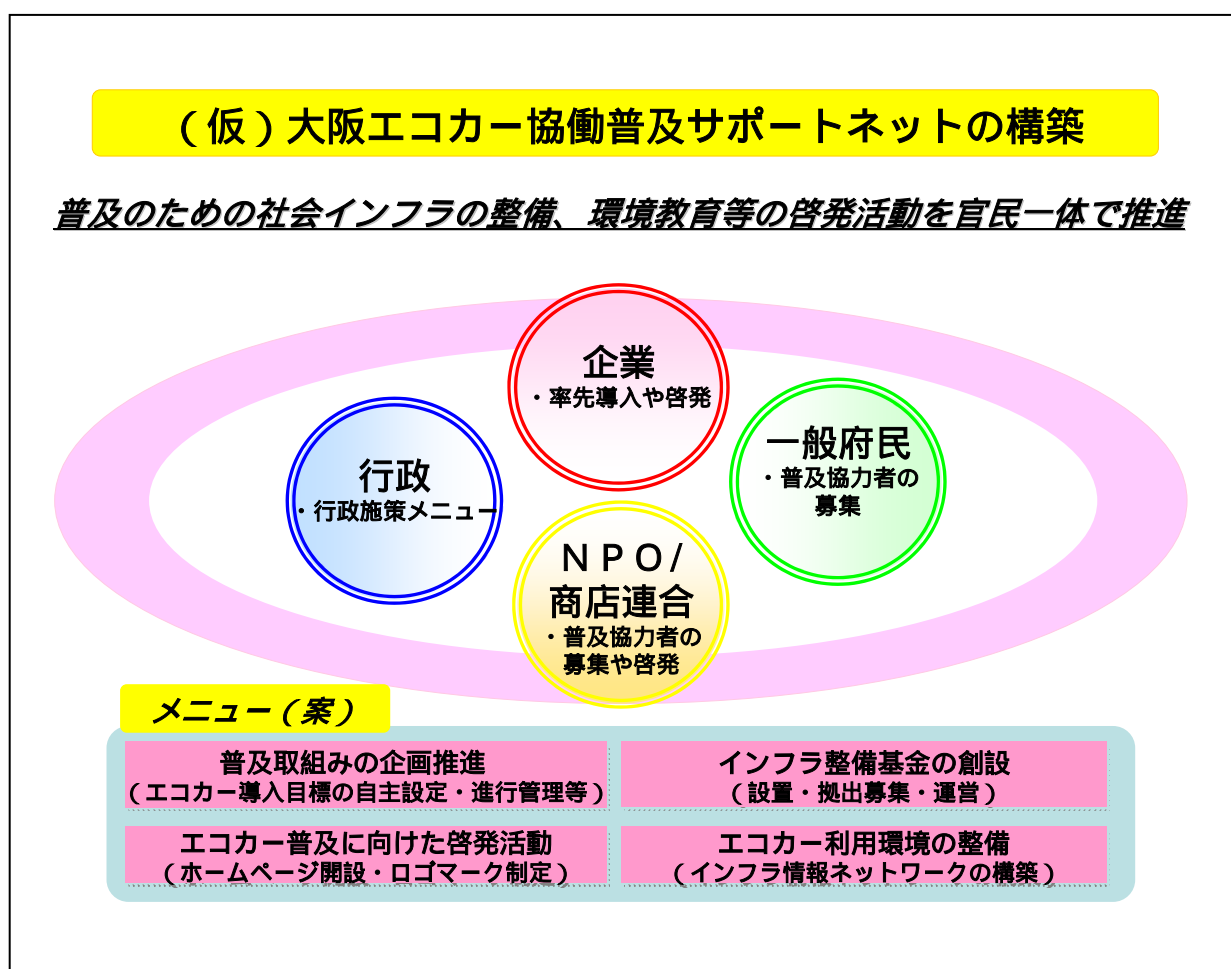 （仮）大阪エコカー協働普及サポートネットの構築
普及のための社会インフラの整備、環境教育等の啓発活動を官民一体で推進
企業
・率先導入や啓発
一般府民
・普及協力者の
募集
行政
・行政施策メニュー
ＮＰＯ/
商店連合
・普及協力者の
募集や啓発
メニュー（案）
普及取組みの企画推進
（エコカー導入目標の自主設定・進行管理等）
インフラ整備基金の創設
（設置・拠出募集・運営）
エコカー普及に向けた啓発活動
（ホームページ開設・ロゴマーク制定）
エコカー利用環境の整備
（インフラ情報ネットワークの構築）